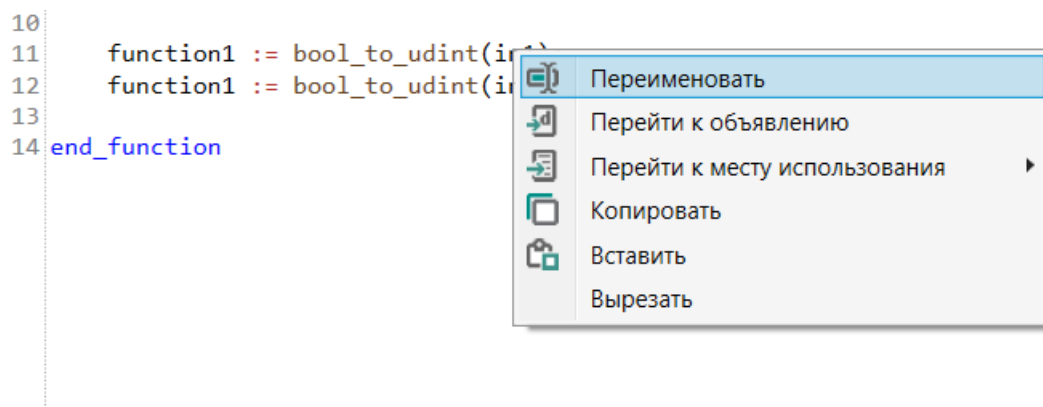 10
11 function1 := bool_to_udint(in1)
12 function1 := bool_to_udint(i
13
14 end_function
Переименовать
Перейти к объявлению
Перейти к месту использования
Копировать
Вставить
Вырезать